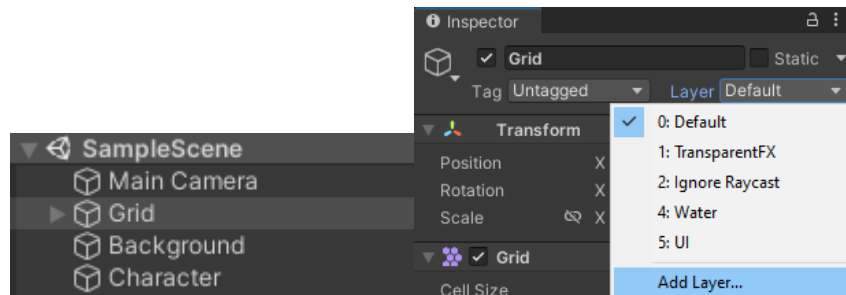 SampleScene
Main Camera
Grid
Background
Character
Inspector
Grid Static
Tag Untagged Layer Default
Transform
Position X
Rotation X
Scale X
Grid
Cell Size
0: Default
1: TransparentFX
2: Ignore Raycast
4: Water
5: UI
Add Layer...